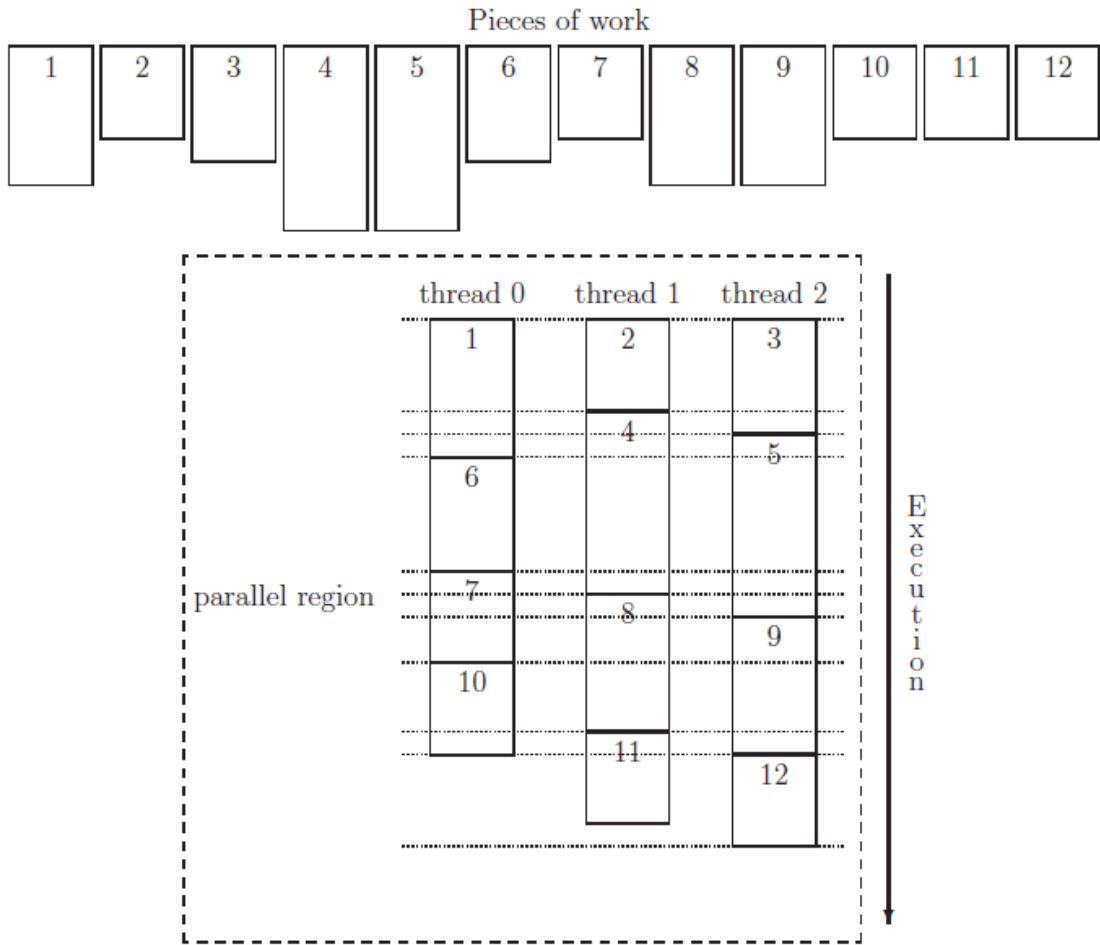 Pieces of work
1 2 3 4 5 6 7 8 9 10 11 12
thread 0 thread 1 thread 2
1 2 3
4
5
6
7
8
9
10
11
12
parallel region
Execution